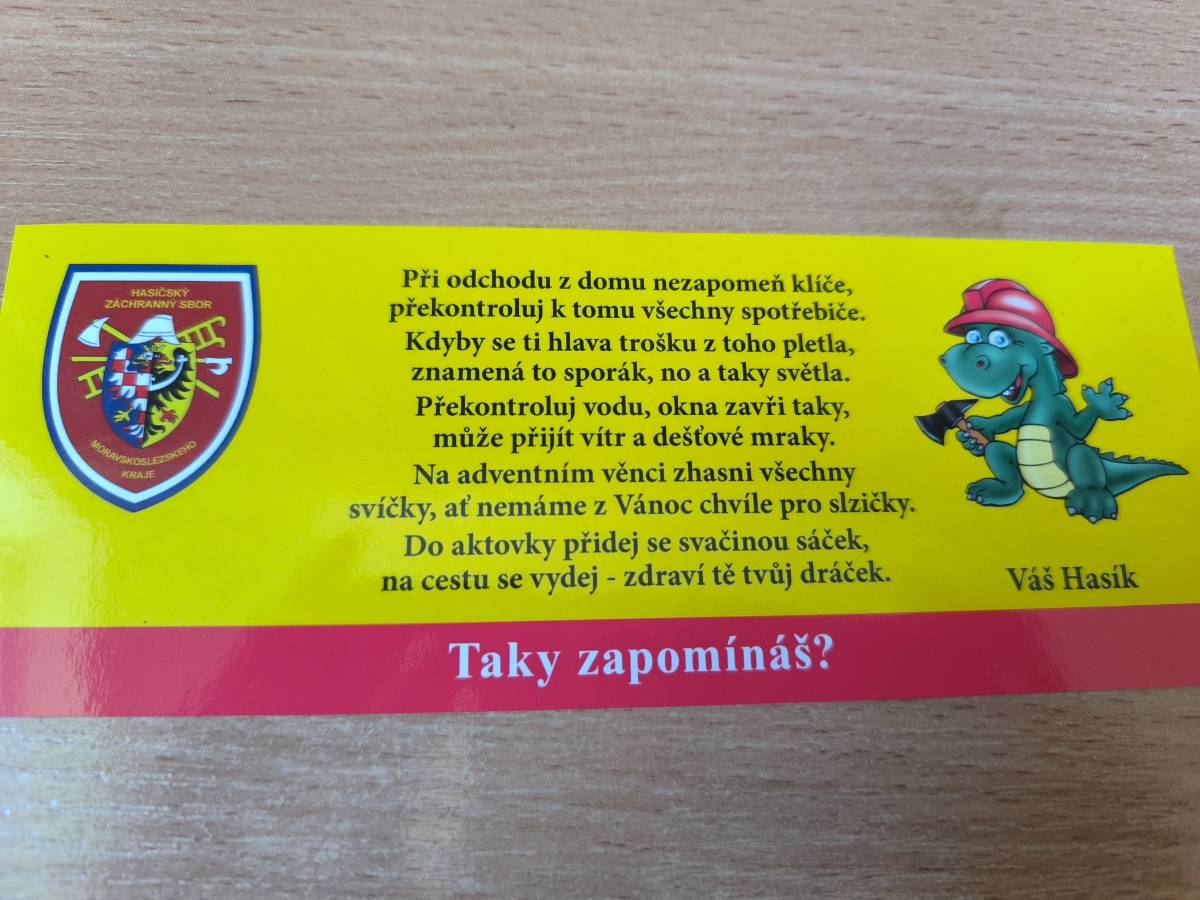 HASIČSKÝ
ZÁCHRANNÝ SBOR
MORAVSKOSLEZSKÉHO
KRAJE
Při odchodu z domu nezapomeň klíče,
překontroluj k tomu všechny spotřebiče.
Kdyby se ti hlava trošku z toho pletla,
znamená to sporák, no a taky světla.
Překontroluj vodu, okna zavři taky,
může přijít vítr a dešťové mraky.
Na adventním věnci zhasni všechny
svíčky, ať nemáme z Vánoc chvíle pro slzičky.
Do aktovky přidej se svačinou sáček,
na cestu se vydej - zdraví tě tvůj dráček.
Váš Hasík
Taky zapomínáš?